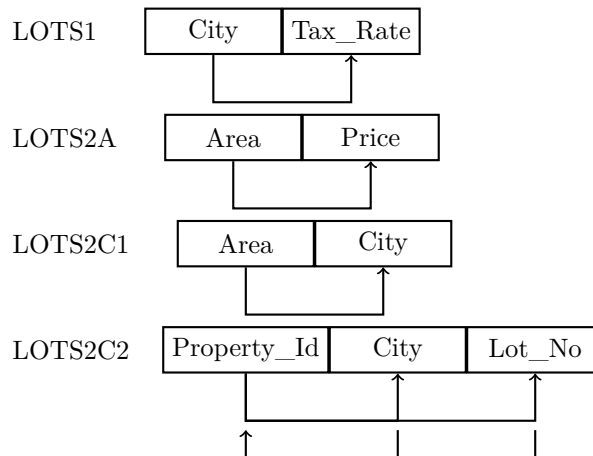 LOTS1 City Tax_Rate
LOTS2A Area Price
LOTS2C1 Area City
LOTS2C2 Property_Id City Lot_No